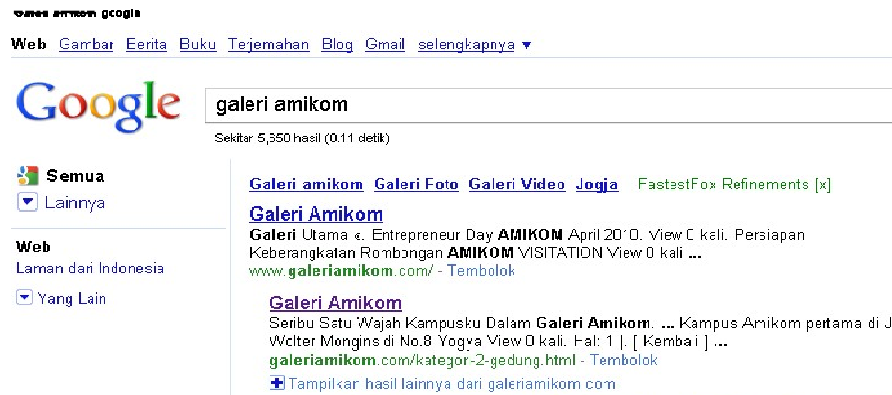 google
Web Gambar Berita Buku Terjemahan Blog Gmail selengkapnya ▼
Google
galeri amikom
Sekitar 5,350 hasil (0.11 detik)
Semua
Lainnya
Web
Laman dari Indonesia
Yang Lain
Galeri amikom Galeri Foto Galeri Video Jogja FastestFox Refinements [x]
Galeri Amikom
Galeri Utama «. Entrepreneur Day AMIKOM April 2010. View 0 kali. Persiapan
Keberangkatan Rombongan AMIKOM VISITATION View 0 kali ...
www.galeriamikom.com/ - Tembolok
Galeri Amikom
Seribu Satu Wajah Kampusku Dalam Galeri Amikom. ... Kampus Amikom pertama di J
Wolter Monginsidi No.8 Yogya View 0 kali. Hal: 1 |. [ Kembali ] ...
galeriamikom.com/kategori-2-gedung.html - Tembolok
Tampilkan hasil lainnya dari galeriamikom.com